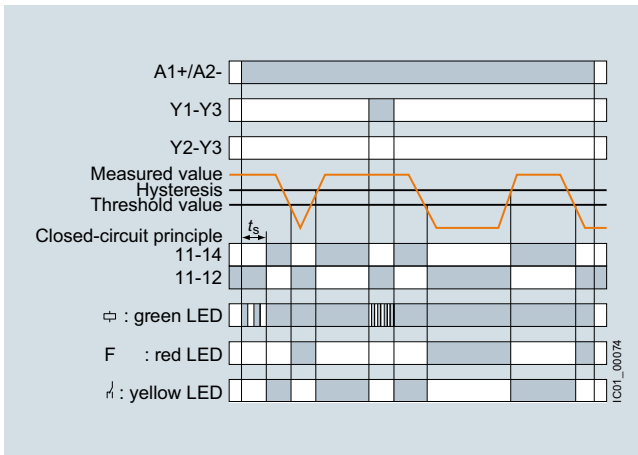 A1+/A2-
Y1-Y3
Y2-Y3
Measured value
Hysteresis
Threshold value
Closed-circuit principle
ts
11-14
11-12
: green LED
F : red LED
: yellow LED
IC01_00074